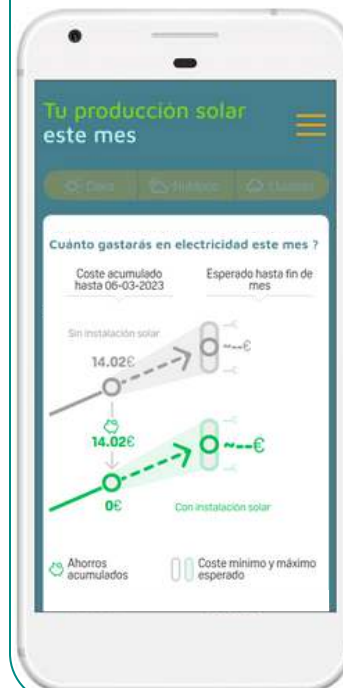 Tu producción solar
este mes
Nublado
Cuánto gastarás en electricidad este mes ?
Coste acumulado
hasta 06-03-2023
Esperado hasta fin de
mes
Sin instalación solar
14.02€
~--€
14.02€
~--€
0€
Con instalación solar
Ahorros
acumulados
Coste mínimo y máximo
esperado